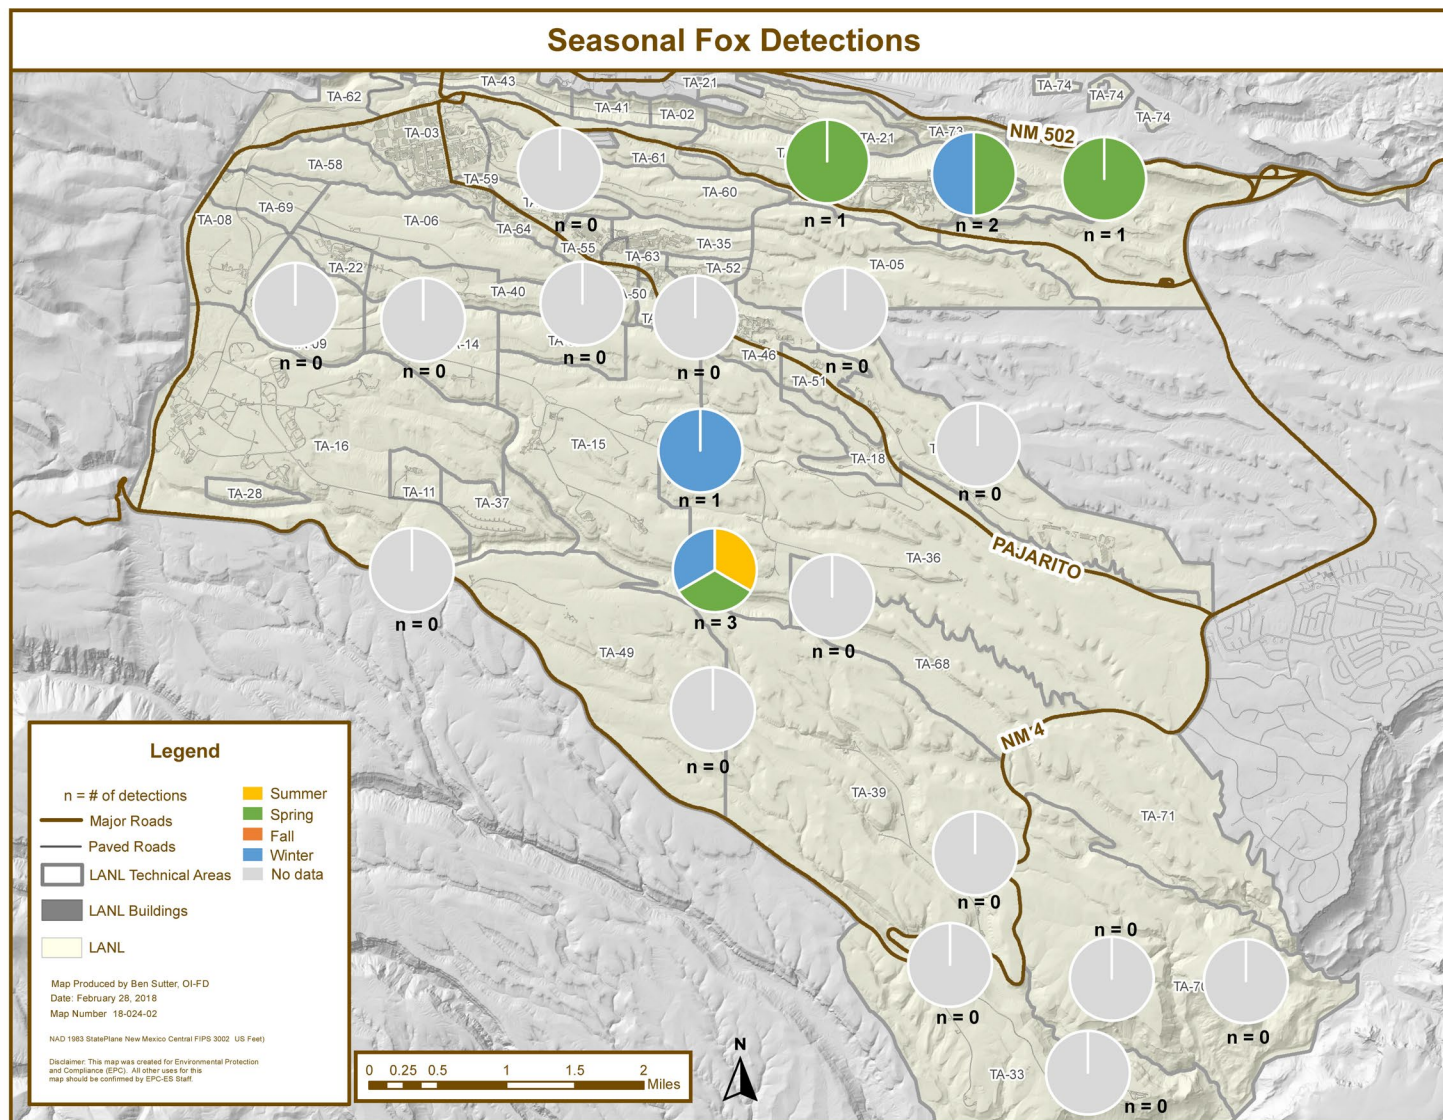 Seasonal Fox Detections
TA-43
TA-21
TA-62
TA-41
TA-02
TA-74
TA-74
TA-74
TA-03
TA-21
TA-73
NM 502
TA-58
TA-59
TA-61
TA-60
TA-08
TA-69
TA-06
TA-64
n = 0
n = 1
n = 2
n = 1
TA-55
TA-63
TA-35
TA-22
TA-52
TA-05
TA-40
n = 0
n = 0
n = 0
n = 0
n = 0
TA-46
TA-51
TA-16
TA-15
TA-18
TA-28
TA-11
TA-37
n = 1
n = 0
PAJARITO
TA-36
n = 0
n = 3
n = 0
TA-49
TA-68
n = 0
NM 4
TA-39
TA-71
n = 0
n = 0
n = 0
n = 0
TA-33
n = 0
Legend
n = # of detections
Major Roads
Paved Roads
LANL Technical Areas
LANL Buildings
LANL
Summer
Spring
Fall
Winter
No data
Map Produced by Ben Sutter, OI-FD
Date: February 28, 2018
Map Number 18-024-02
NAD 1983 StatePlane New Mexico Central FIPS 3002 US Feet)
Disclaimer: This map was created for Environmental Protection
and Compliance (EPC). All other uses for this
map should be confirmed by EPC-ES Staff.
0 0.25 0.5 1 1.5 2
Miles
N